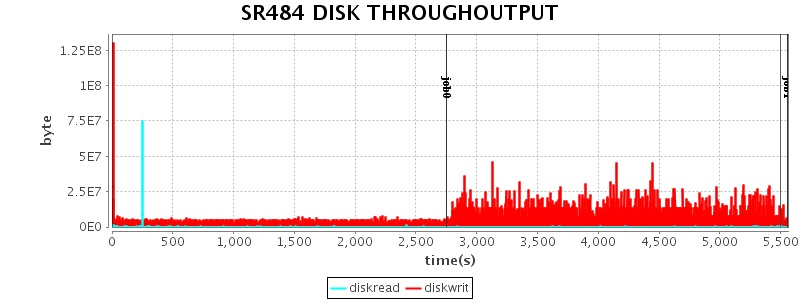 SR484 DISK THROUGHOUTPUT
byte
1.25E8
1E8
7.5E7
5E7
2.5E7
0E0
job0
job1
0 500 1,000 1,500 2,000 2,500 3,000 3,500 4,000 4,500 5,000 5,500
time(s)
diskread diskwrit